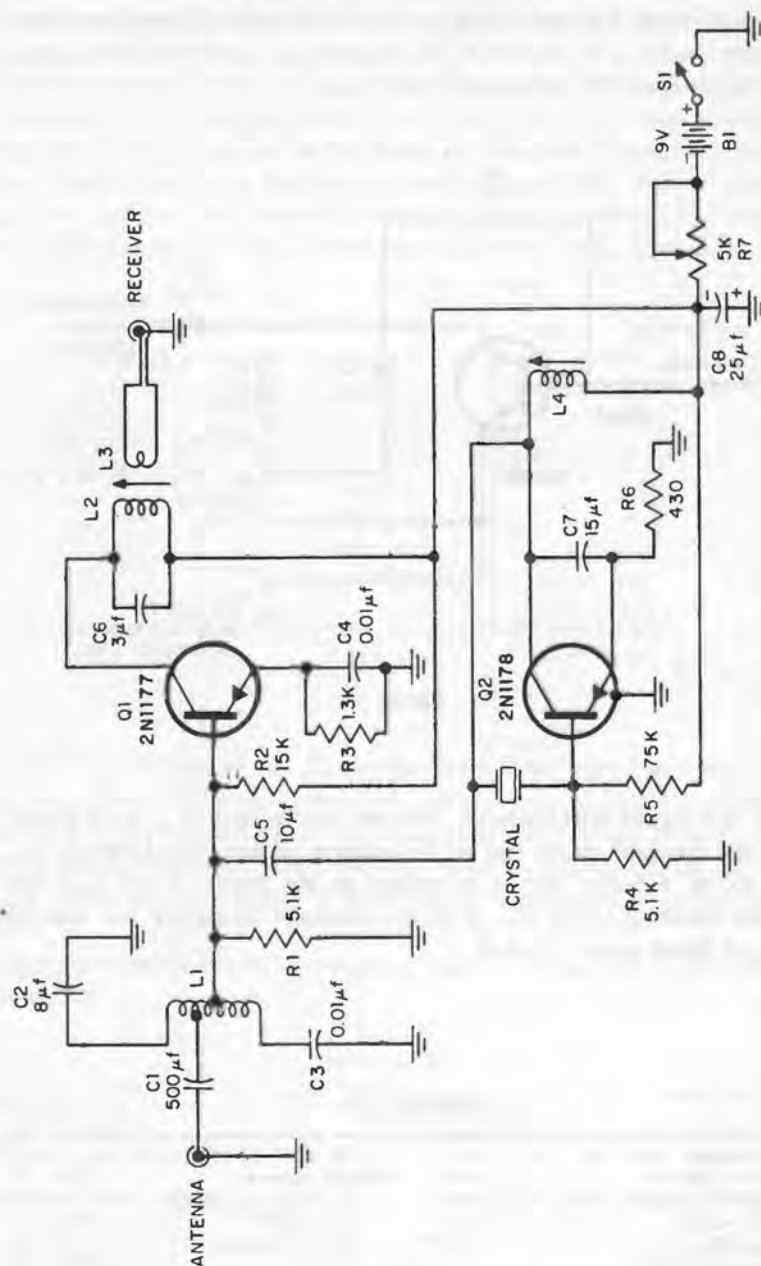 ANTENNA
C1
500µf
C2
8µf
L1
C3
0.01µf
R1
5.1K
C5
10µf
R2
15K
Q1
2N1177
R3
1.3K
C4
0.01µf
C6
3µf
L2
L3
RECEIVER
CRYSTAL
R4
5.1K
R5
75K
Q2
2N1178
C7
15µf
R6
430
L4
C8
25µf
-
+
5K
R7
9V
-
+
B1
S1